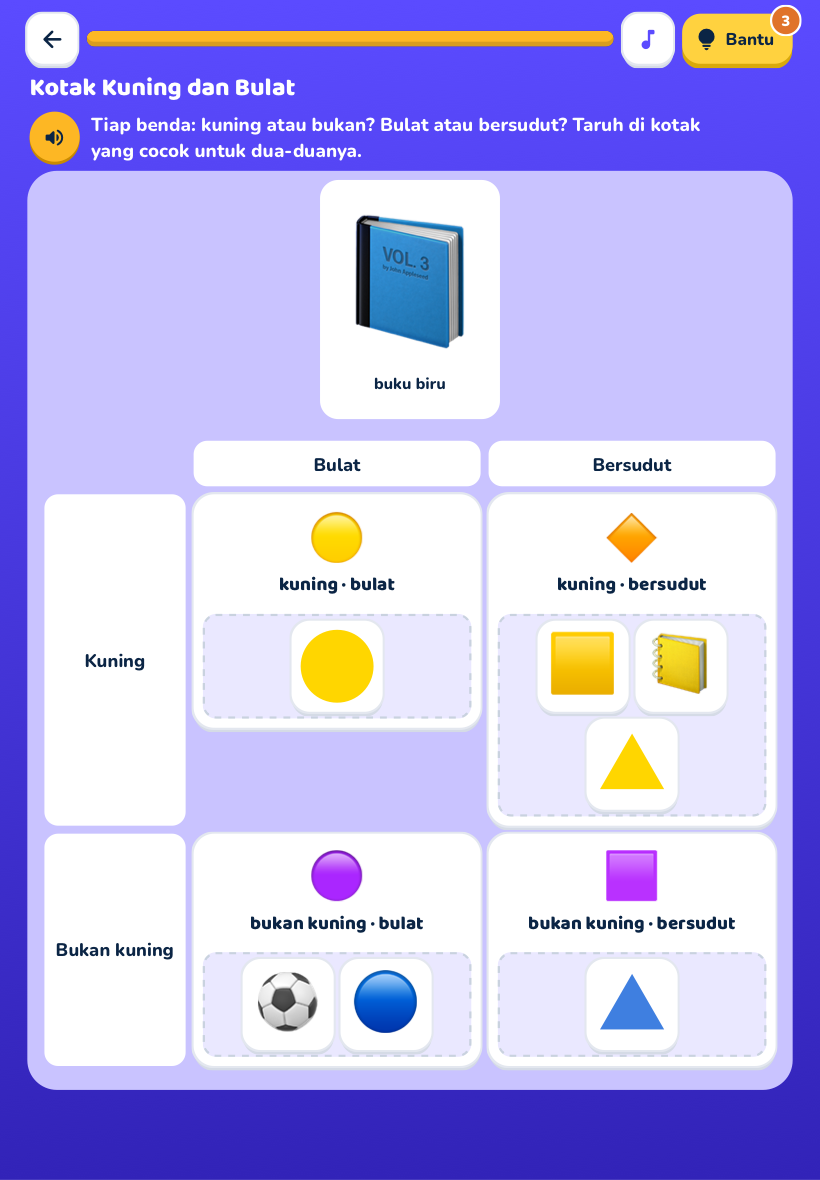 3
Bantu
Kotak Kuning dan Bulat
Tiap benda: kuning atau bukan? Bulat atau bersudut? Taruh di kotak
yang cocok untuk dua-duanya.
VOL. 3
buku biru
Bulat
Bersudut
Kuning
kuning · bulat
kuning · bersudut
Bukan kuning
bukan kuning · bulat
bukan kuning · bersudut